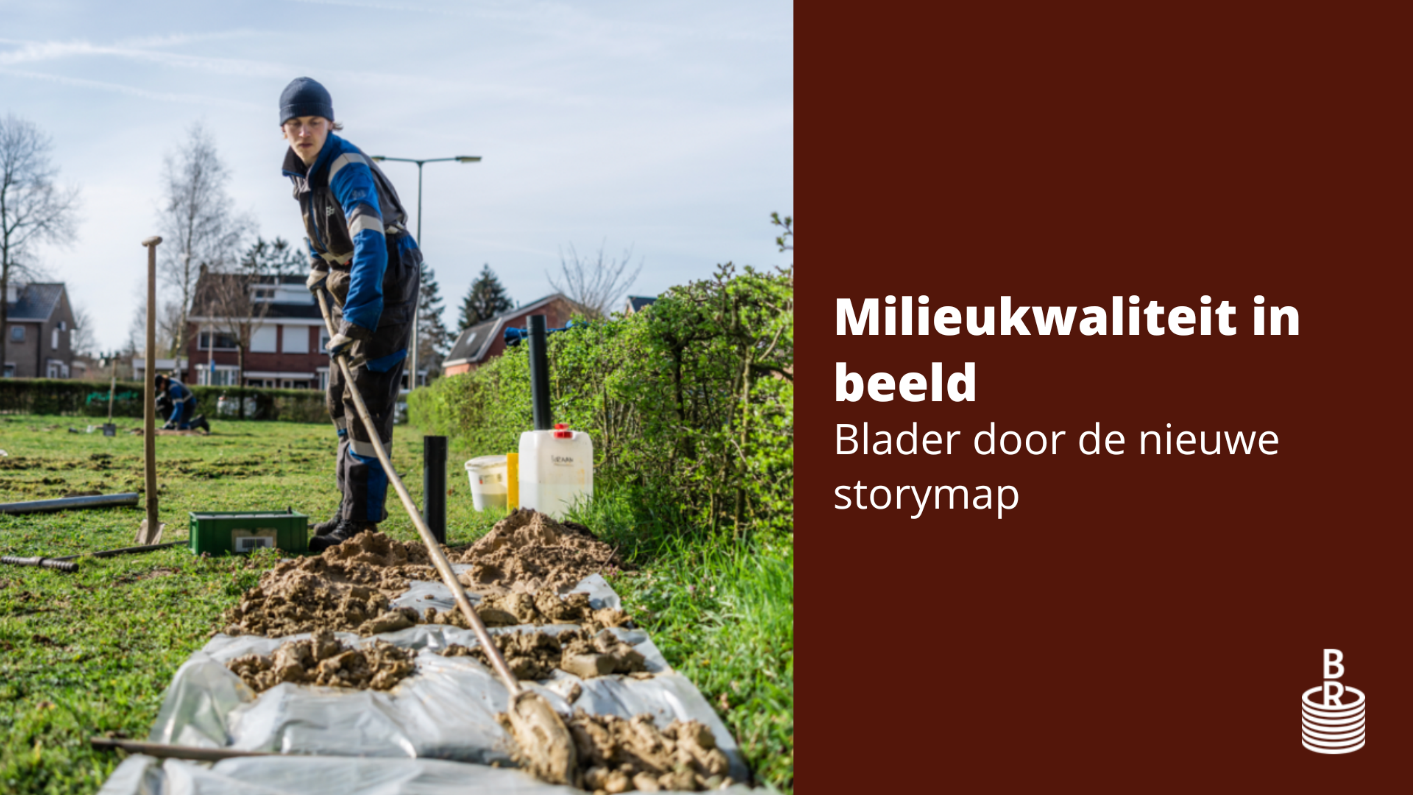 Milieukwaliteit in
beeld
Blader door de nieuwe
storymap
B
R